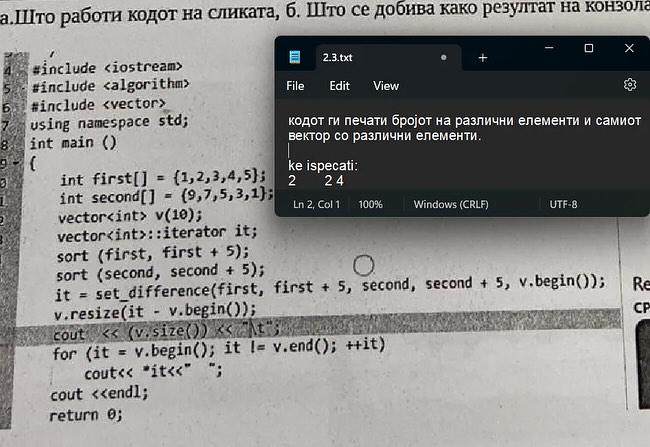 а.Што работи кодот на сликата, б. Што се добива како резултат на конзола
2.3.txt
File Edit View
кодот ги печати бројот на различни елементи и самиот
вектор со различни елементи.
ke ispecati:
2 2 4
Ln 2, Col 1 100% Windows (CRLF) UTF-8
4 #include <iostream>
5 #include <algorithm>
6 #include <vector>
7 using namespace std;
8 int main ()
9 {
int first[] = {1,2,3,4,5};
int second[] = {9,7,5,3,1};
vector<int> v(10);
vector<int>::iterator it;
sort (first, first + 5);
sort (second, second + 5);
it = set_difference(first, first + 5, second, second + 5, v.begin());
v.resize(it - v.begin());
cout << (v.size()) << "\t";
for (it = v.begin(); it != v.end(); ++it)
cout<< *it<<" ";
cout <<endl;
return 0;
Re
CP